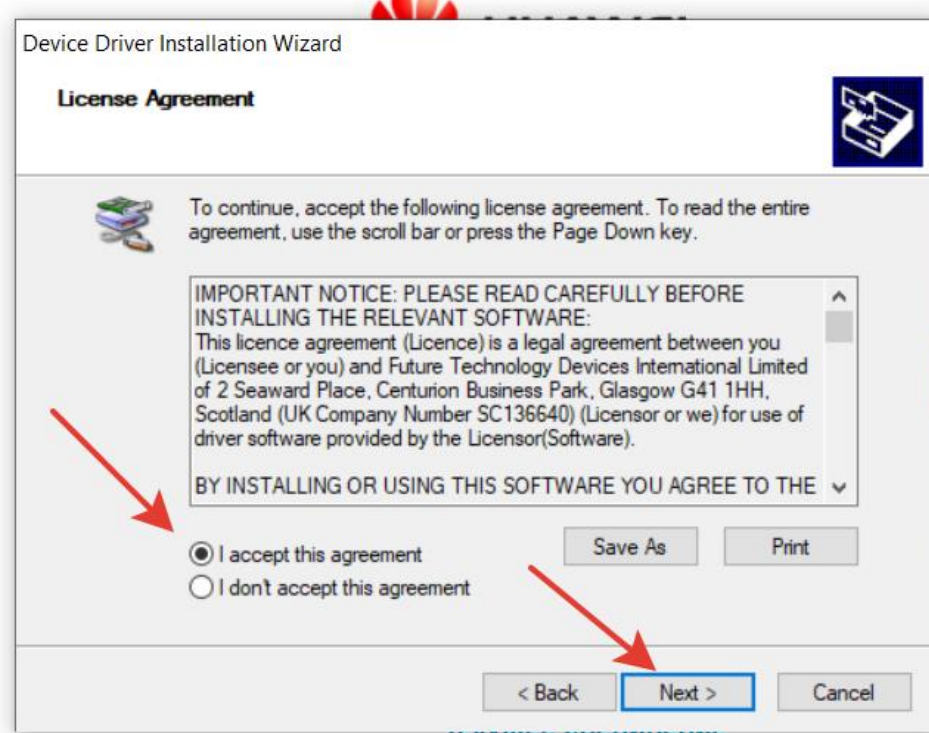 Device Driver Installation Wizard
License Agreement
To continue, accept the following license agreement. To read the entire
agreement, use the scroll bar or press the Page Down key.
IMPORTANT NOTICE: PLEASE READ CAREFULLY BEFORE
INSTALLING THE RELEVANT SOFTWARE:
This licence agreement (Licence) is a legal agreement between you
(Licensee or you) and Future Technology Devices International Limited
of 2 Seaward Place, Centurion Business Park, Glasgow G41 1HH,
Scotland (UK Company Number SC136640) (Licensor or we) for use of
driver software provided by the Licensor(Software).
BY INSTALLING OR USING THIS SOFTWARE YOU AGREE TO THE
I accept this agreement
Save As
Print
I don't accept this agreement
< Back
Next >
Cancel